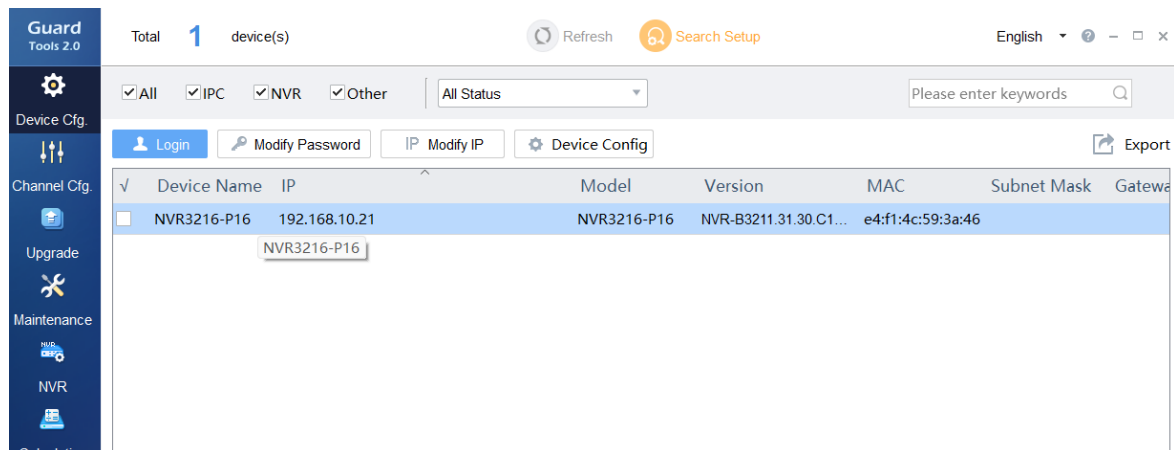 Guard
Tools 2.0
Total 1 device(s)
Refresh
Search Setup
English
All IPC NVR Other
All Status
Please enter keywords
Device Cfg.
Login
Modify Password
IP Modify IP
Device Config
Export
Channel Cfg.
√ Device Name IP Model Version MAC Subnet Mask Gatewa
NVR3216-P16 192.168.10.21 NVR3216-P16 NVR-B3211.31.30.C1... e4:f1:4c:59:3a:46
NVR3216-P16
Upgrade
Maintenance
NVR